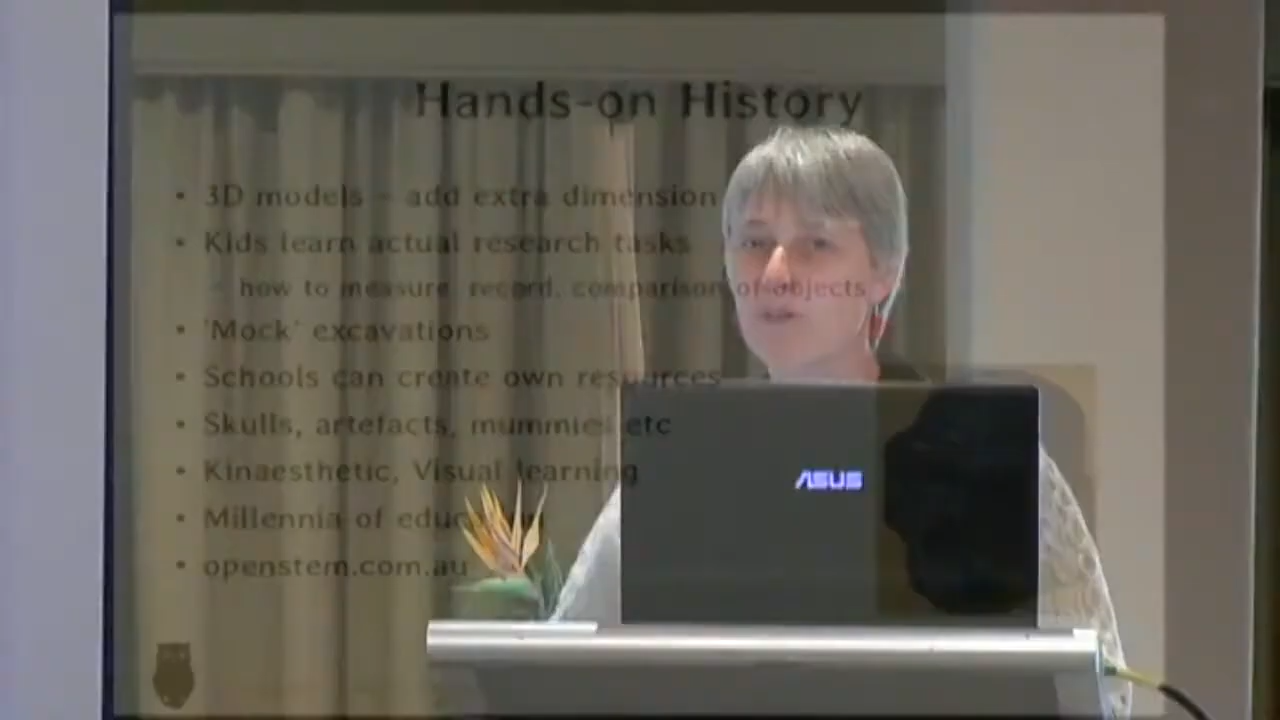 Hands-on History
• 3D models – add extra dimension
• Kids learn actual research tasks
– how to measure, record, comparison of objects
• 'Mock' excavations
• Schools can create own resources
• Skulls, artefacts, mummies etc
• Kinaesthetic, Visual learning
ASUS
• Millennia of education
• openstem.com.au